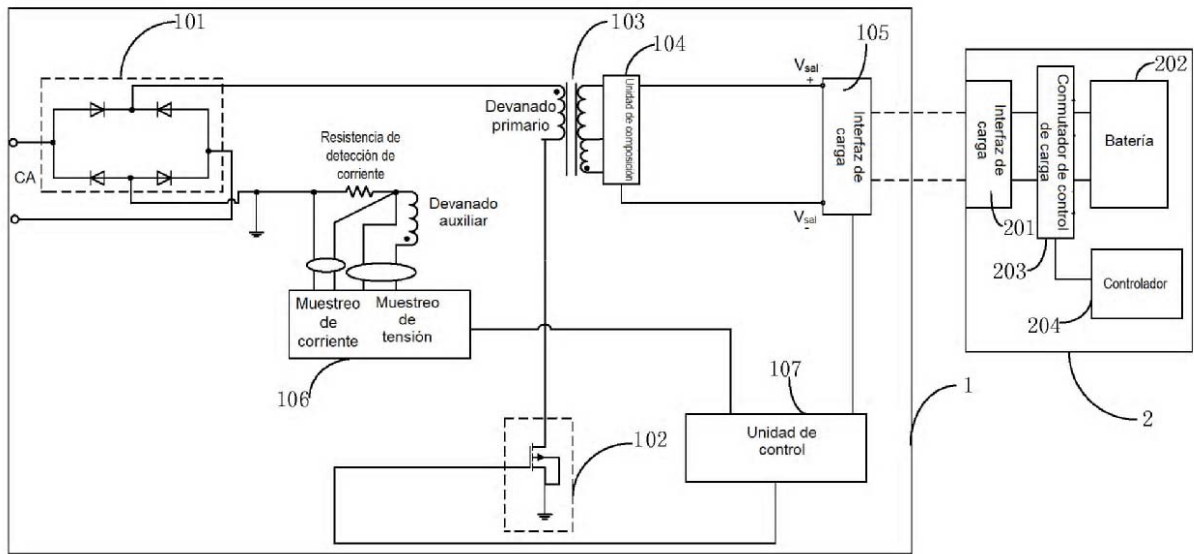 101
103
104
105
202
Vsal
+
Devanado
primario
Unidad de composición
Interfaz de
carga
Interfaz de
carga
Conmutador de control
de carga
Batería
Resistencia de
detección de
corriente
CA
Devanado
auxiliar
Vsal
-
201
203
Controlador
204
Muestreo
de
corriente
Muestreo
de
tensión
106
107
1
2
Unidad de
control
102